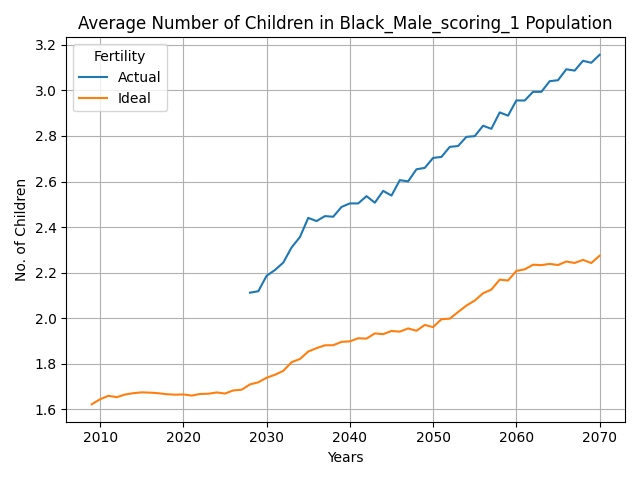 Average Number of Children in Black_Male_scoring_1 Population
Fertility
Actual
Ideal
No. of Children
3.2
3.0
2.8
2.6
2.4
2.2
2.0
1.8
1.6
2010 2020 2030 2040 2050 2060 2070
Years